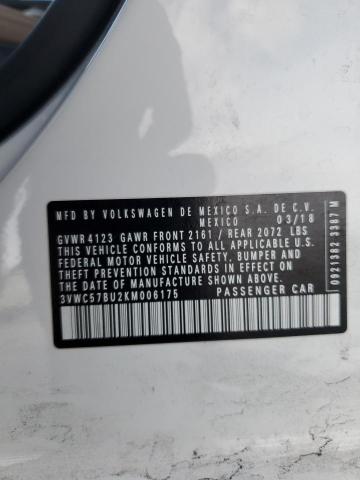 MFD BY VOLKSWAGEN DE MEXICO S.A. DE C.V.
MEXICO 03/18
GVWR 4123 GAWR FRONT 2161 / REAR 2072 LBS
THIS VEHICLE CONFORMS TO ALL APPLICABLE U.S.
FEDERAL MOTOR VEHICLE SAFETY, BUMPER, AND
THEFT PREVENTION STANDARDS IN EFFECT ON THE
DATE OF MANUFACTURE SHOWN ABOVE.
3VWC57BU2KM006175 PASSENGER CAR
0921382 3387 M